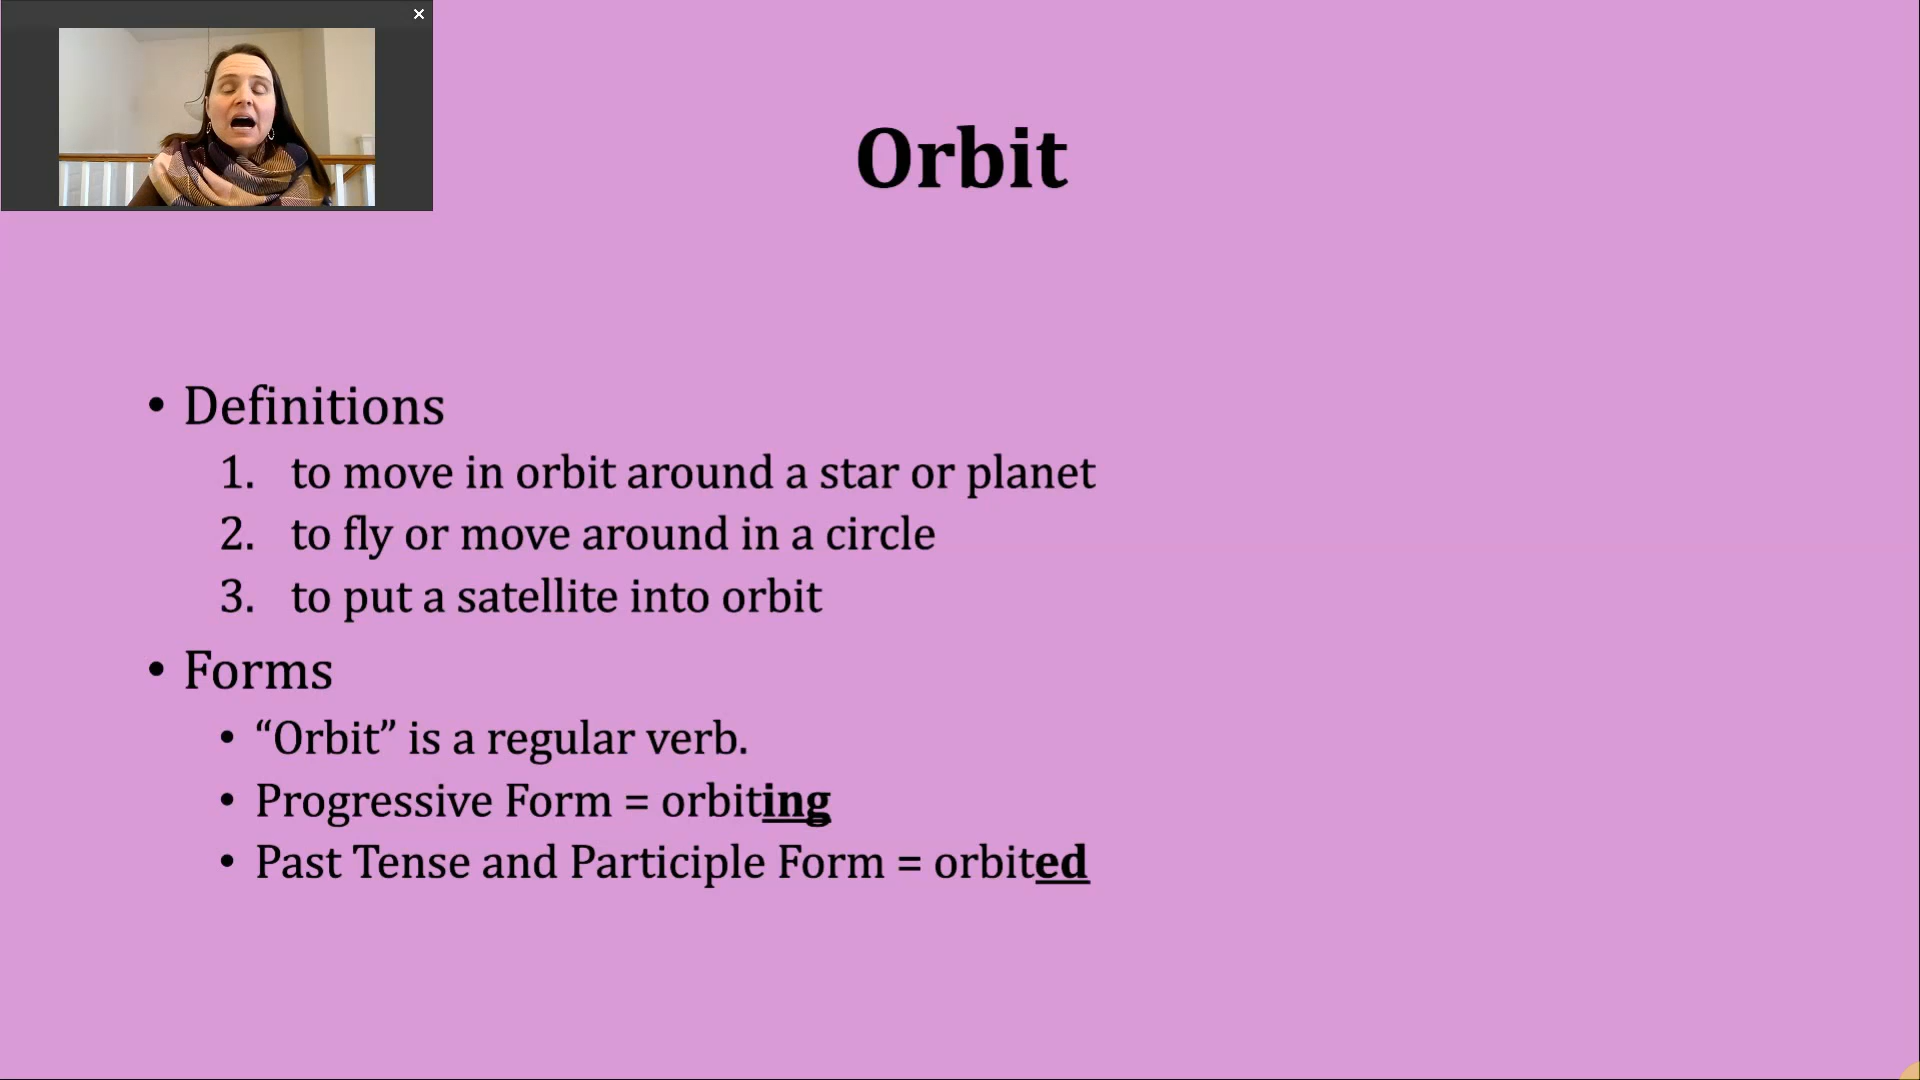 Orbit
• Definitions
1. to move in orbit around a star or planet
2. to fly or move around in a circle
3. to put a satellite into orbit
• Forms
• “Orbit” is a regular verb.
• Progressive Form = orbiting
• Past Tense and Participle Form = orbited